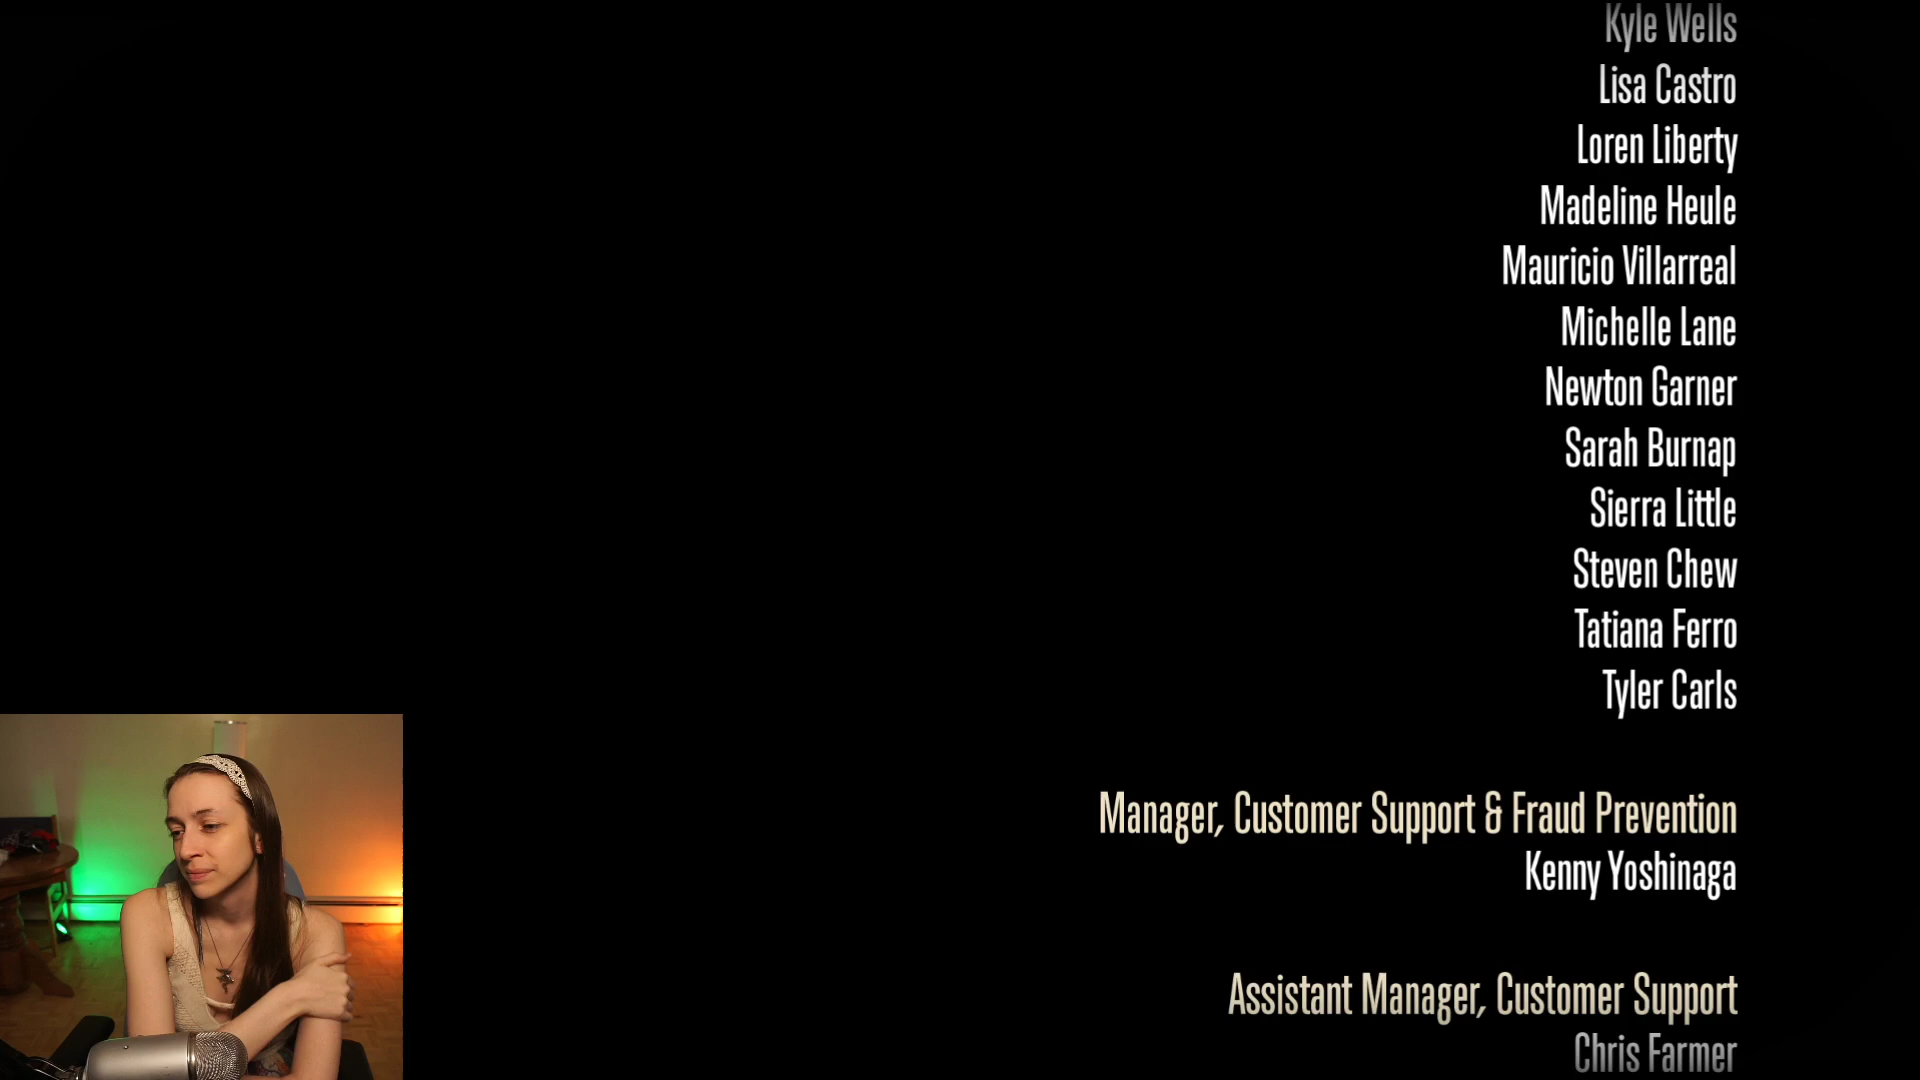 Kyle Wells
Lisa Castro
Loren Liberty
Madeline Heule
Mauricio Villarreal
Michelle Lane
Newton Garner
Sarah Burnap
Sierra Little
Steven Chew
Tatiana Ferro
Tyler Carls
Manager, Customer Support & Fraud Prevention
Kenny Yoshinaga
Assistant Manager, Customer Support
Chris Farmer